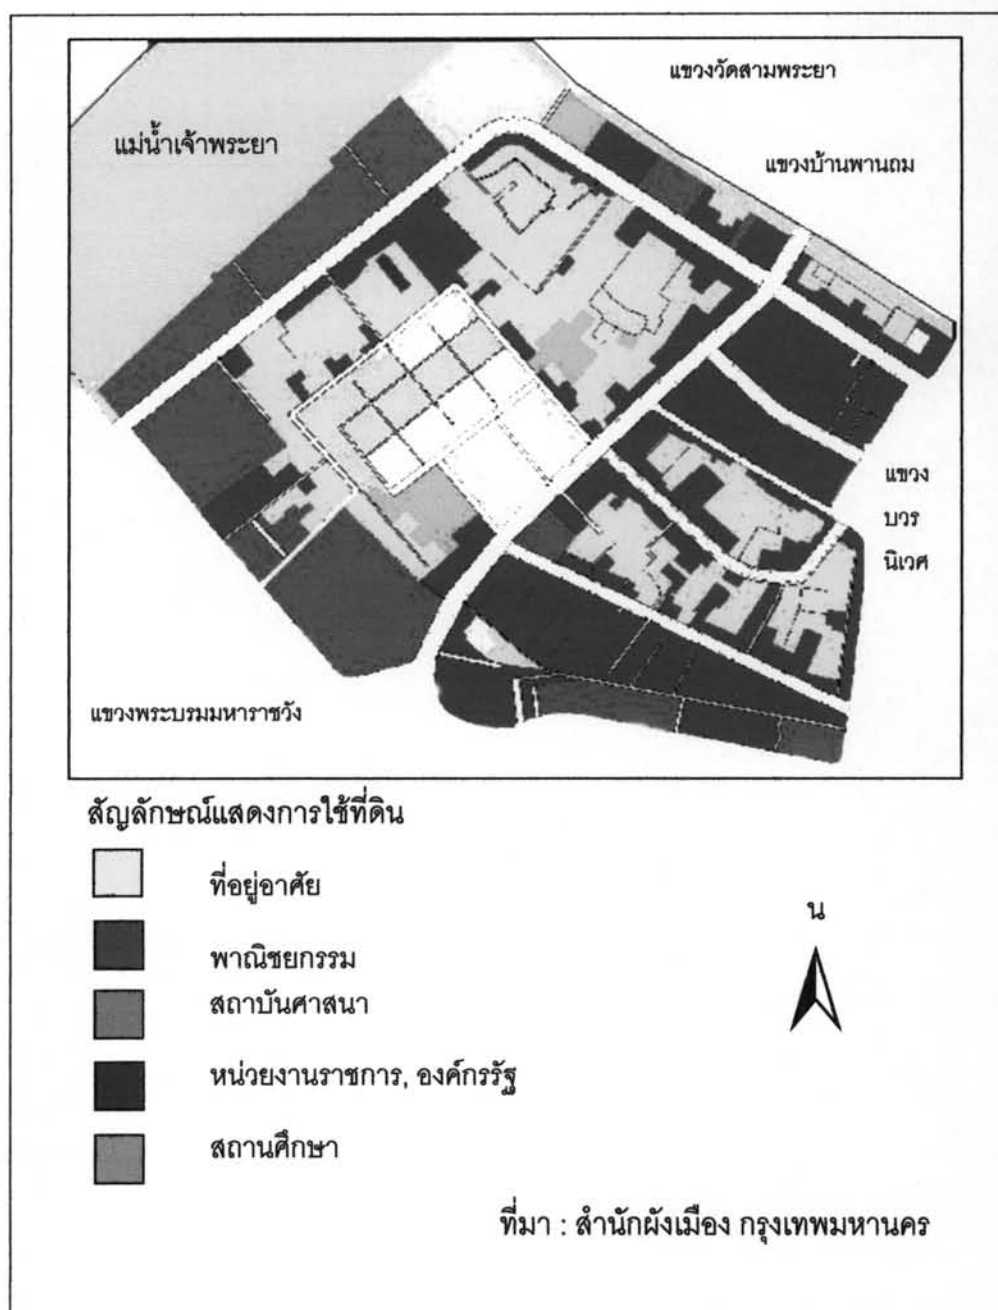 แขวงวัดสามพระยา
แม่น้ำเจ้าพระยา
แขวงบ้านพานถม
แขวง
บวร
นิเวศ
แขวงพระบรมมหาราชวัง
สัญลักษณ์แสดงการใช้ที่ดิน
ที่อยู่อาศัย
น
พาณิชยกรรม
สถาบันศาสนา
หน่วยงานราชการ, องค์กรรัฐ
สถานศึกษา
ที่มา : สำนักผังเมือง กรุงเทพมหานคร